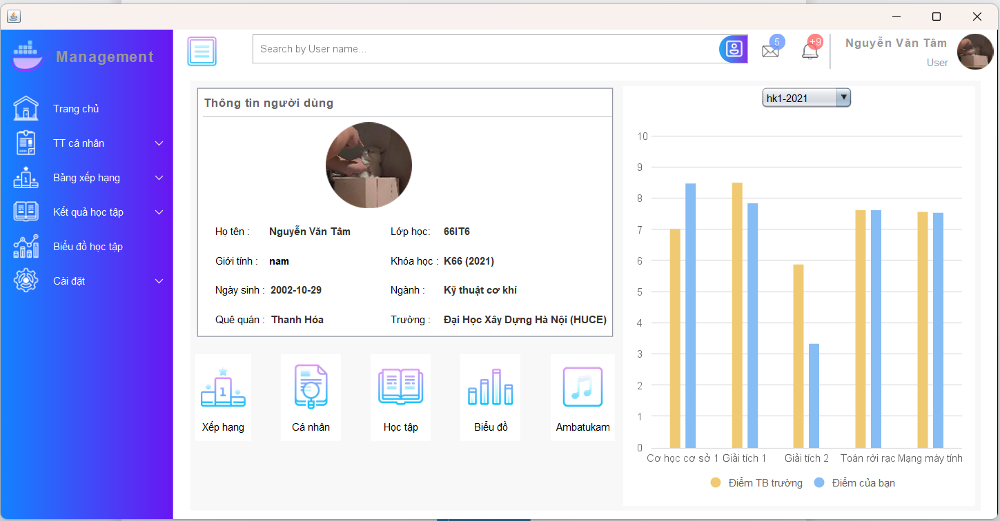 Management
Search by User name...
5
+9
Nguyễn Văn Tâm
User
Trang chủ
TT cá nhân
Bảng xếp hạng
Kết quả học tập
Biểu đồ học tập
Cài đặt
Thông tin người dùng
Họ tên : Nguyễn Văn Tâm Lớp học: 66IT6
Giới tính : nam Khóa học : K66 (2021)
Ngày sinh : 2002-10-29 Ngành : Kỹ thuật cơ khí
Quê quán : Thanh Hóa Trường : Đại Học Xây Dựng Hà Nội (HUCE)
Xếp hạng Cá nhân Học tập Biểu đồ Ambatukam
hk1-2021
10
9
8
7
6
5
4
3
2
1
0
Cơ học cơ sở 1 Giải tích 1 Giải tích 2 Toán rời rạc Mạng máy tính
Điểm TB trường Điểm của bạn